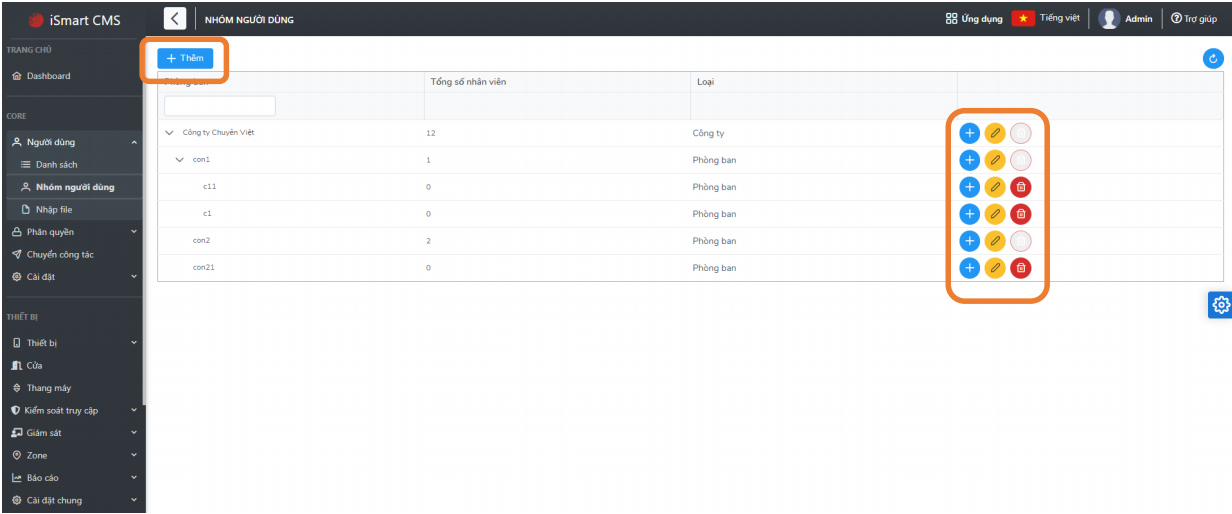 iSmart CMS
NHÓM NGƯỜI DÙNG
Ứng dụng
Tiếng việt
Admin
Trợ giúp
TRANG CHỦ
Dashboard
CORE
Người dùng
Danh sách
Nhóm người dùng
Nhập file
Phân quyền
Chuyển công tác
Cài đặt
THIẾT BỊ
Thiết bị
Cửa
Thang máy
Kiểm soát truy cập
Giám sát
Zone
Báo cáo
Cài đặt chung
+ Thêm
Phòng ban Tổng số nhân viên Loại
Công ty Chuyên Việt 12 Công ty
con1 1 Phòng ban
c11 0 Phòng ban
c1 0 Phòng ban
con2 2 Phòng ban
con21 0 Phòng ban